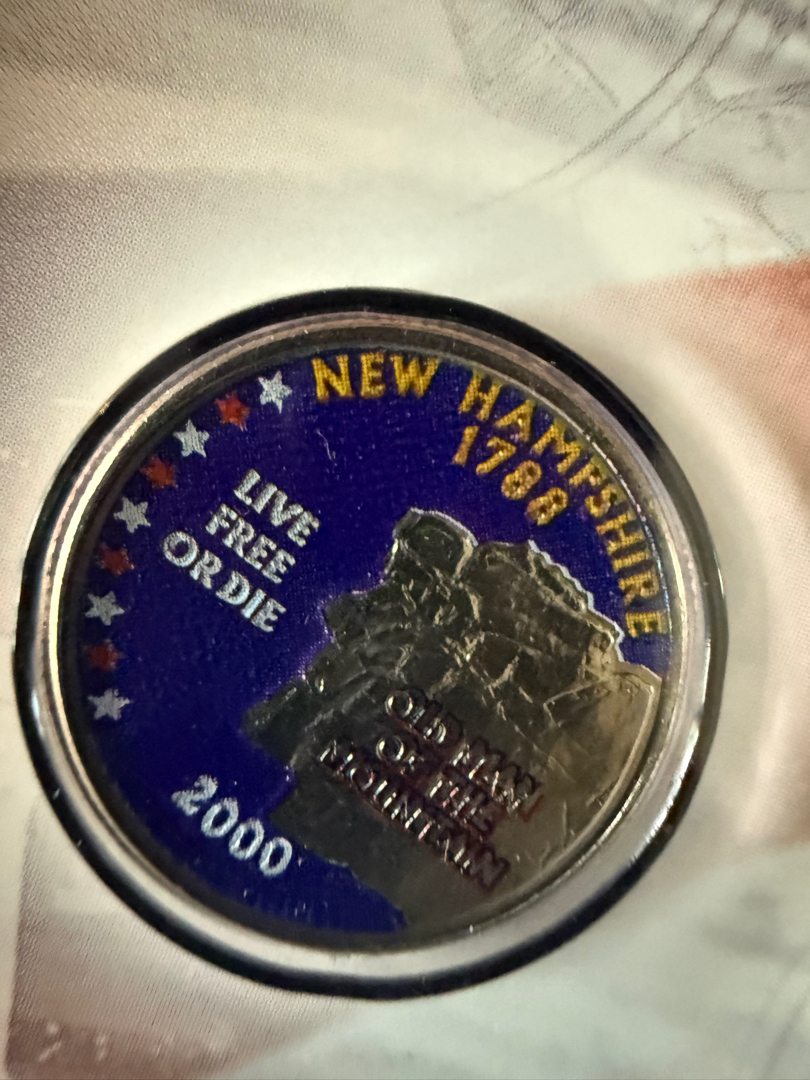 NEW HAMPSHIRE
1788
LIVE
FREE
OR DIE
OLD MAN
OF THE
MOUNTAIN
2000